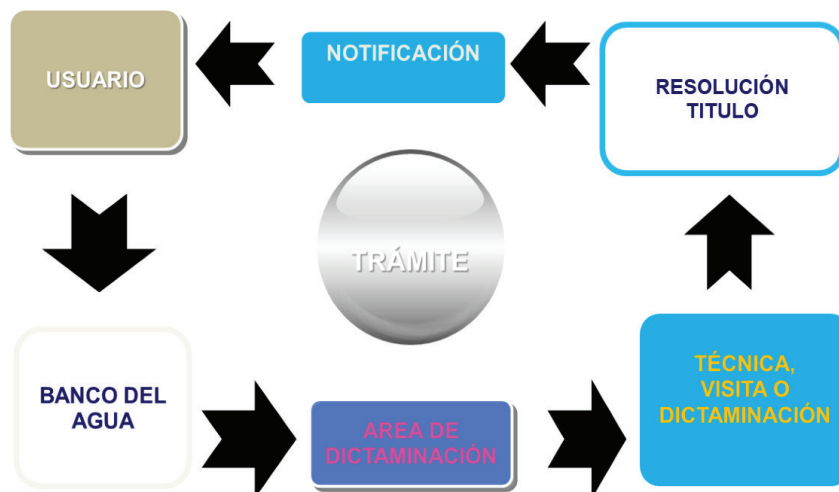 USUARIO
NOTIFICACIÓN
RESOLUCIÓN
TITULO
TRÁMITE
BANCO DEL
AGUA
AREA DE
DICTAMINACIÓN
TÉCNICA,
VISITA O
DICTAMINACIÓN